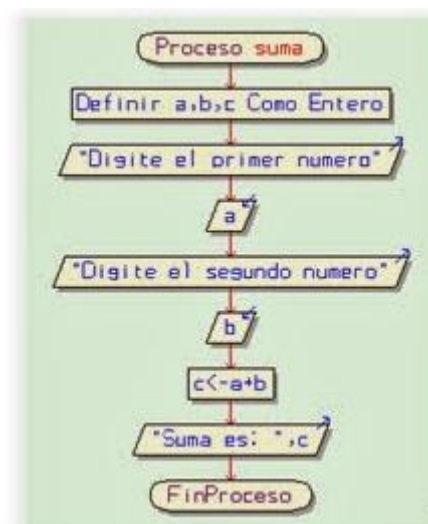 Proceso suma
Definir a,b,c Como Entero
"Digite el primer numero"
a
"Digite el segundo numero"
b
c<-a+b
"Suma es: ",c
FinProceso